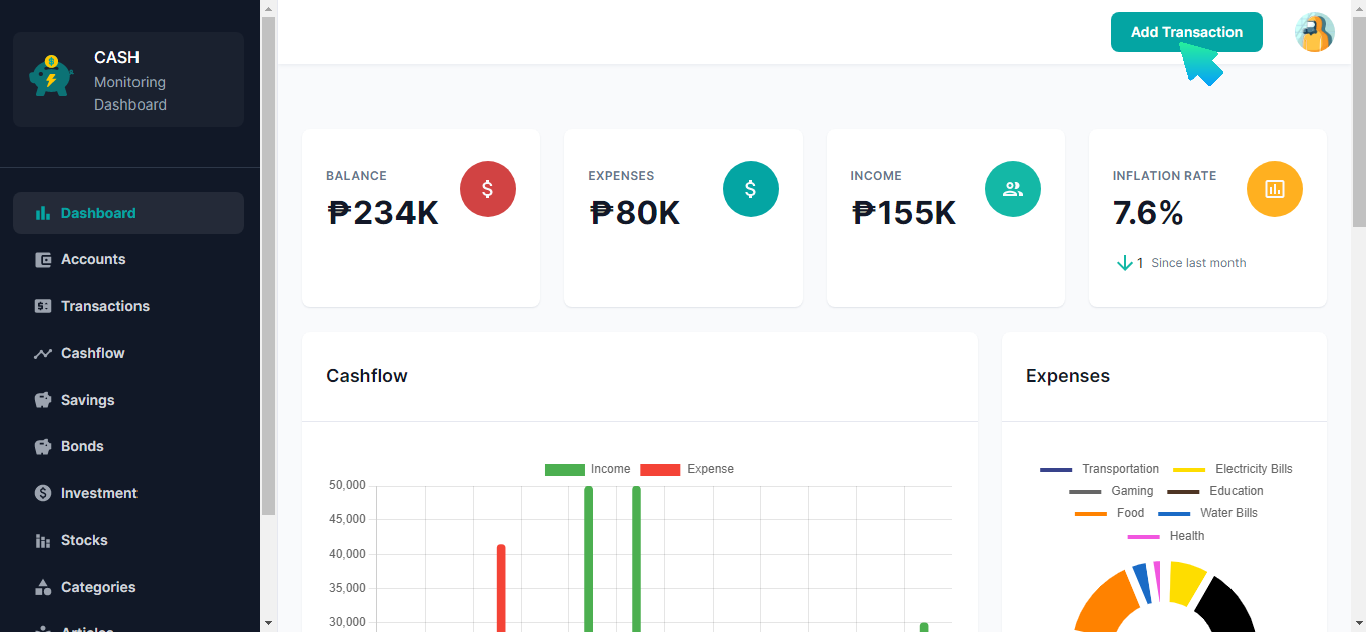 CASH
Monitoring
Dashboard
Dashboard
Accounts
Transactions
Cashflow
Savings
Bonds
Investment
Stocks
Categories
Articles
Add Transaction
BALANCE
₱234K
EXPENSES
₱80K
INCOME
₱155K
INFLATION RATE
7.6%
1 Since last month
Cashflow
Income Expense
50,000
45,000
40,000
35,000
30,000
Expenses
Transportation Electricity Bills
Gaming Education
Food Water Bills
Health